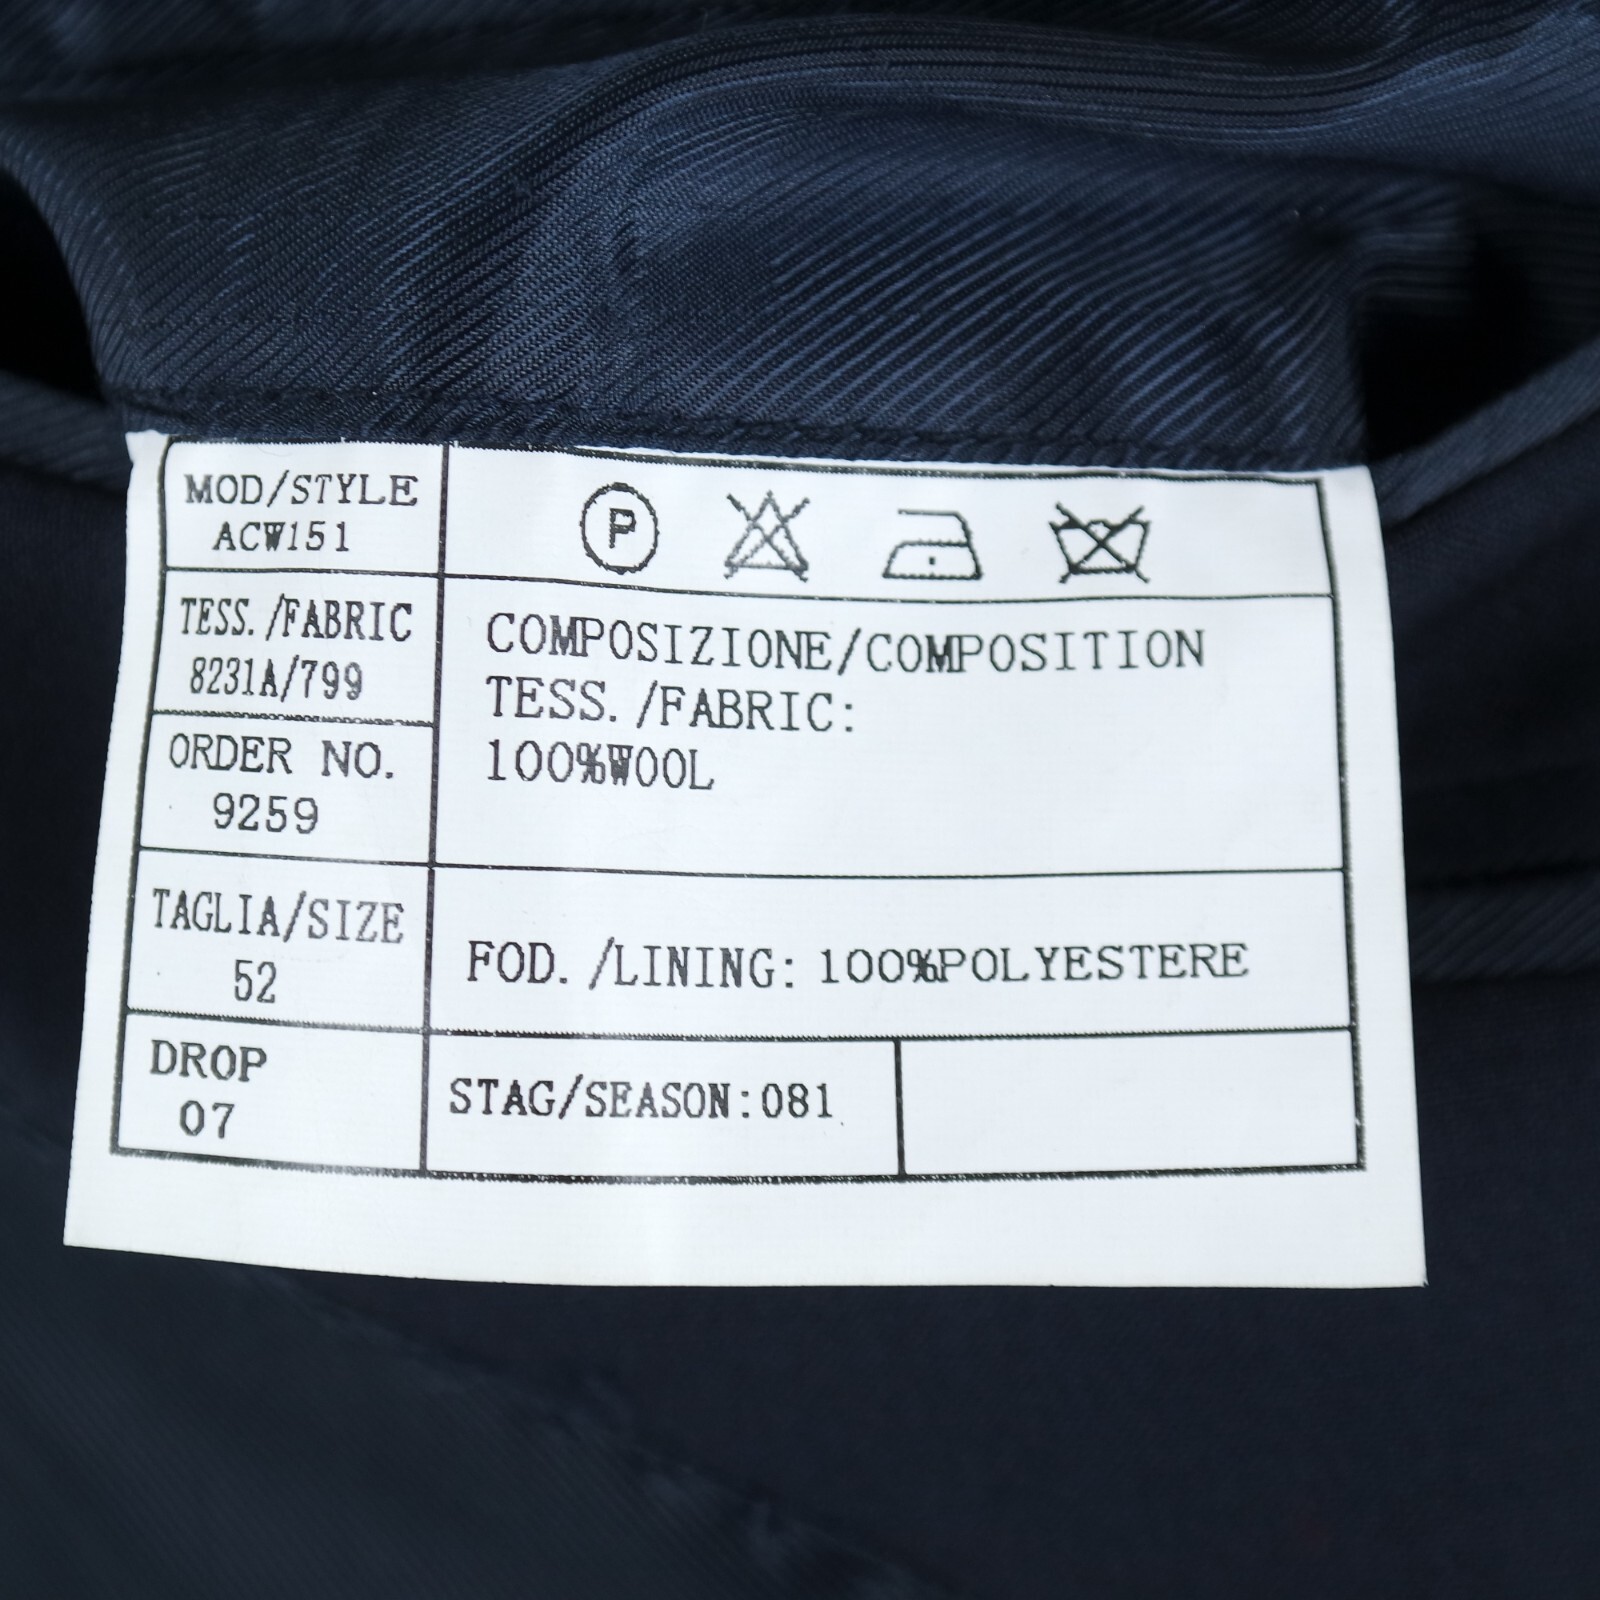 MOD/STYLE
ACW151
P
TESS./FABRIC
8231A/799
ORDER NO.
9259
TAGLIA/SIZE
52
DROP
07
COMPOSIZIONE/COMPOSITION
TESS./FABRIC:
100%WOOL
FOD./LINING: 100%POLYESTERE
STAG/SEASON:081